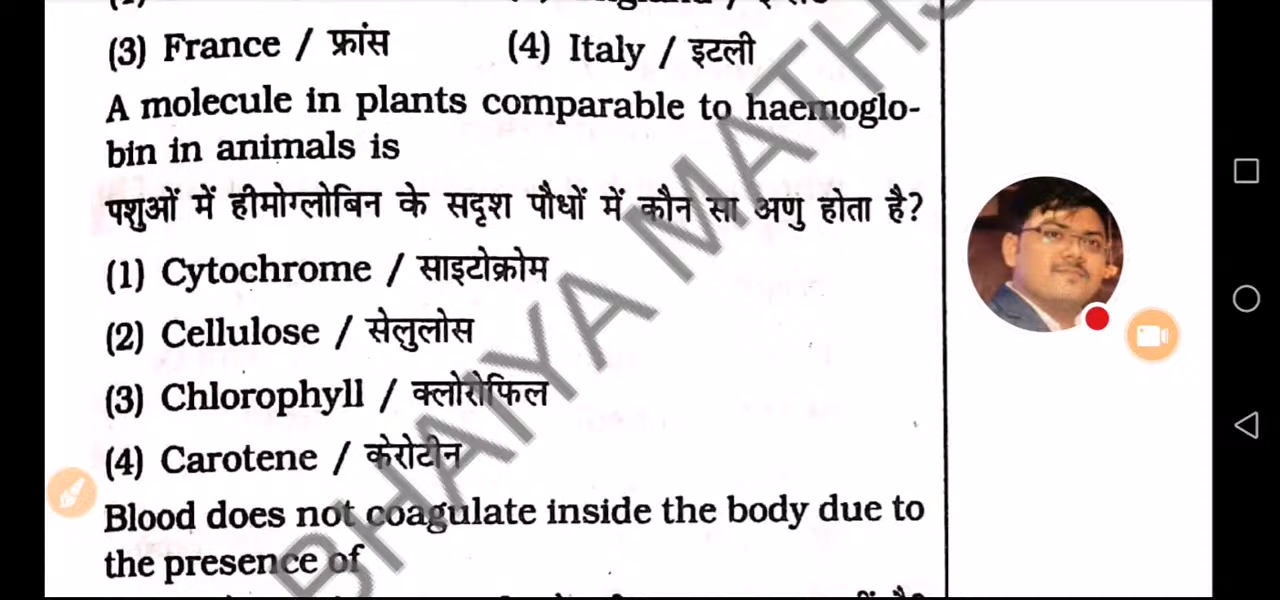 (3) France / फ्रांस (4) Italy / इटली
A molecule in plants comparable to haemoglo-
bin in animals is
पशुओं में हीमोग्लोबिन के सदृश पौधों में कौन सा अणु होता है?
(1) Cytochrome / साइटोक्रोम
(2) Cellulose / सेलुलोस
(3) Chlorophyll / क्लोरोफिल
(4) Carotene / केरोटीन
Blood does not coagulate inside the body due to
the presence of
BHAIYA MATHS